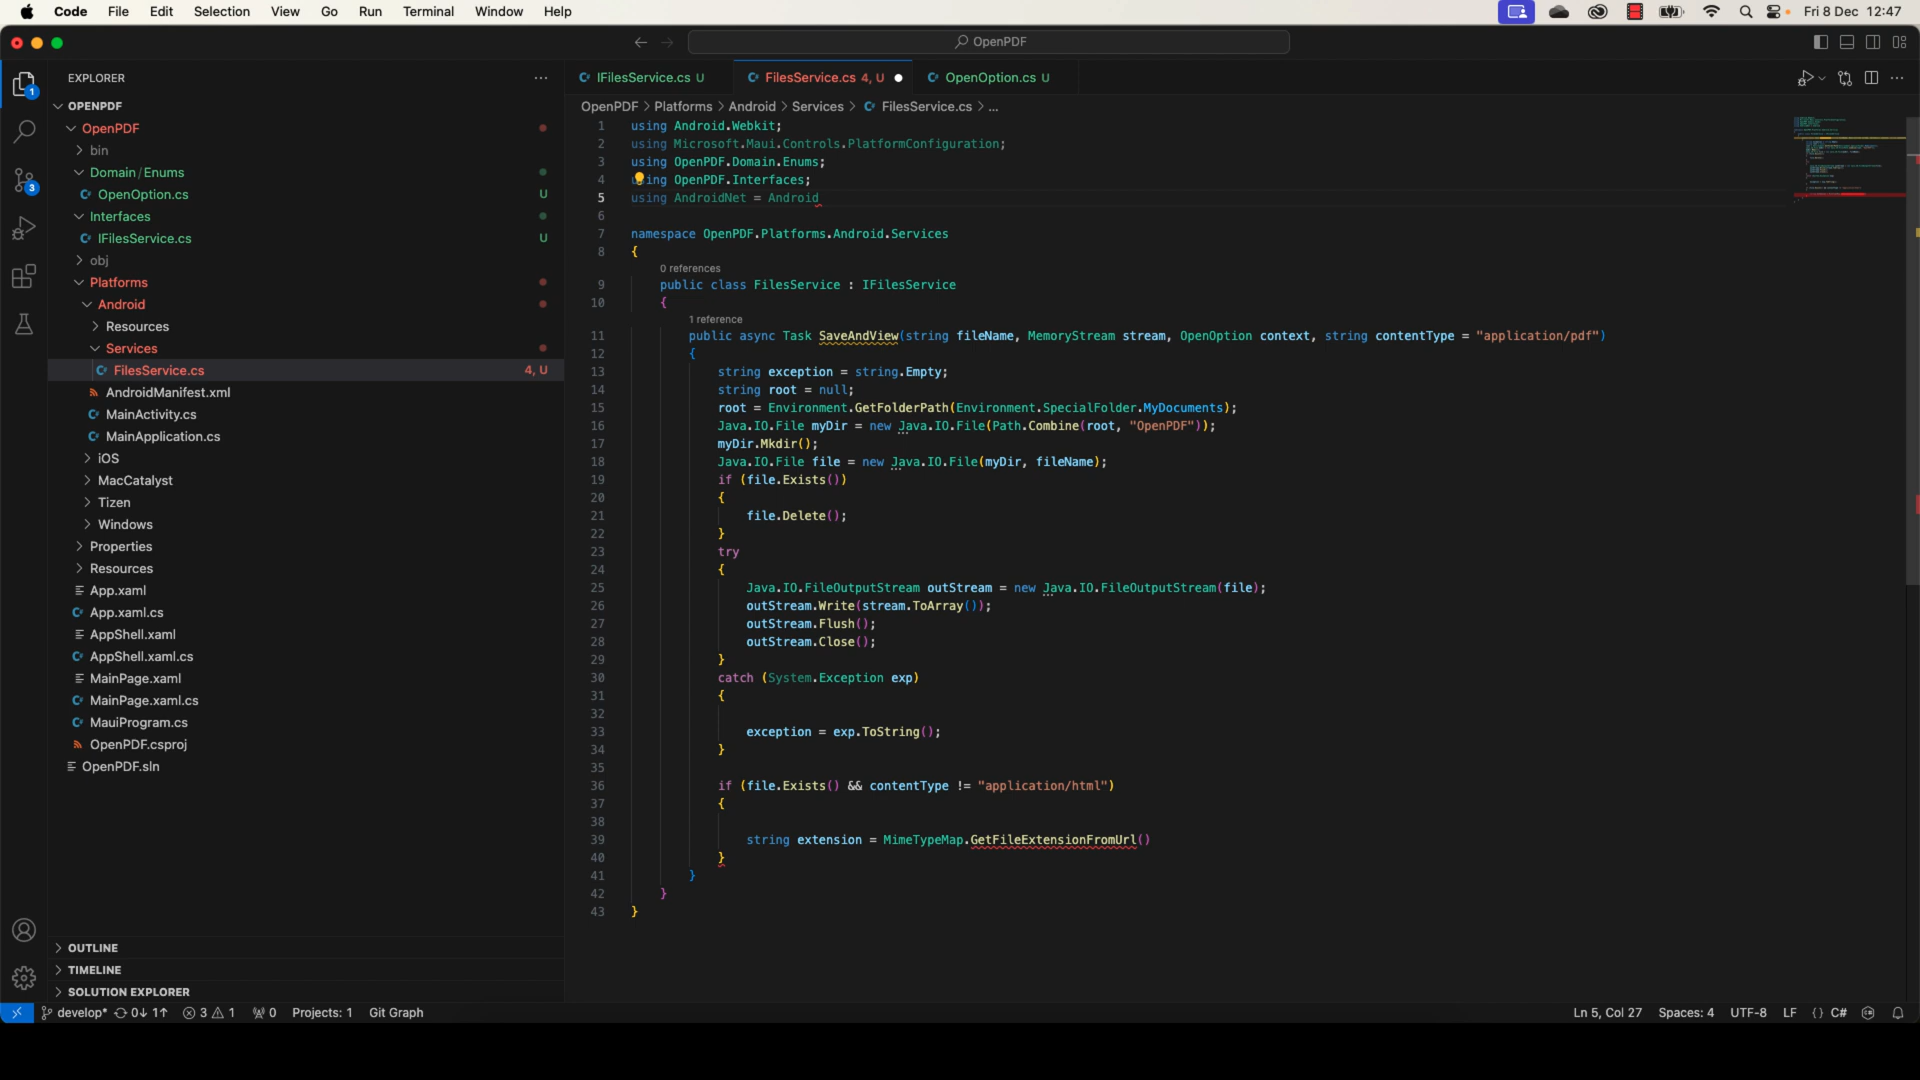 Code File Edit Selection View Go Run Terminal Window Help Fri 8 Dec 12:47
OpenPDF
EXPLORER
IFilesService.cs U
FilesService.cs 4, U
OpenOption.cs U
OPENPDF
OpenPDF
bin
Domain/Enums
OpenOption.cs U
Interfaces
IFilesService.cs U
obj
Platforms
Android
Resources
Services
FilesService.cs 4, U
AndroidManifest.xml
MainActivity.cs
MainApplication.cs
iOS
MacCatalyst
Tizen
Windows
Properties
Resources
App.xaml
App.xaml.cs
AppShell.xaml
AppShell.xaml.cs
MainPage.xaml
MainPage.xaml.cs
MauiProgram.cs
OpenPDF.csproj
OpenPDF.sln
OUTLINE
TIMELINE
SOLUTION EXPLORER
1
3
OpenPDF > Platforms > Android > Services > FilesService.cs > ...
1 using Android.Webkit;
2 using Microsoft.Maui.Controls.PlatformConfiguration;
3 using OpenPDF.Domain.Enums;
4 using OpenPDF.Interfaces;
5 using AndroidNet = Android
6
7 namespace OpenPDF.Platforms.Android.Services
8 {
0 references
9 public class FilesService : IFilesService
10 {
1 reference
11 public async Task SaveAndView(string fileName, MemoryStream stream, OpenOption context, string contentType = "application/pdf")
12 {
13 string exception = string.Empty;
14 string root = null;
15 root = Environment.GetFolderPath(Environment.SpecialFolder.MyDocuments);
16 Java.IO.File myDir = new Java.IO.File(Path.Combine(root, "OpenPDF"));
17 myDir.Mkdir();
18 Java.IO.File file = new Java.IO.File(myDir, fileName);
19 if (file.Exists())
20 {
21 file.Delete();
22 }
23 try
24 {
25 Java.IO.FileOutputStream outStream = new Java.IO.FileOutputStream(file);
26 outStream.Write(stream.ToArray());
27 outStream.Flush();
28 outStream.Close();
29 }
30 catch (System.Exception exp)
31 {
32
33 exception = exp.ToString();
34 }
35
36 if (file.Exists() && contentType != "application/html")
37 {
38
39 string extension = MimeTypeMap.GetFileExtensionFromUrl()
40 }
41 }
42 }
43 }
develop* 0↓ 1↑ 3 1 0 Projects: 1 Git Graph Ln 5, Col 27 Spaces: 4 UTF-8 LF {} C#